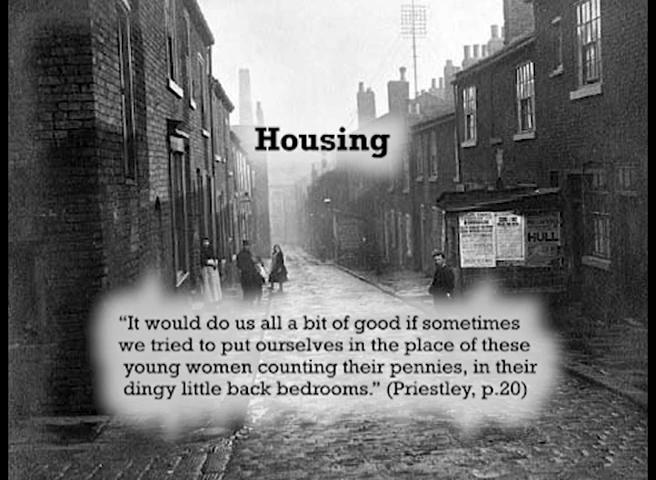 Housing
HULL
“It would do us all a bit of good if sometimes
we tried to put ourselves in the place of these
young women counting their pennies, in their
dingy little back bedrooms.” (Priestley, p.20)